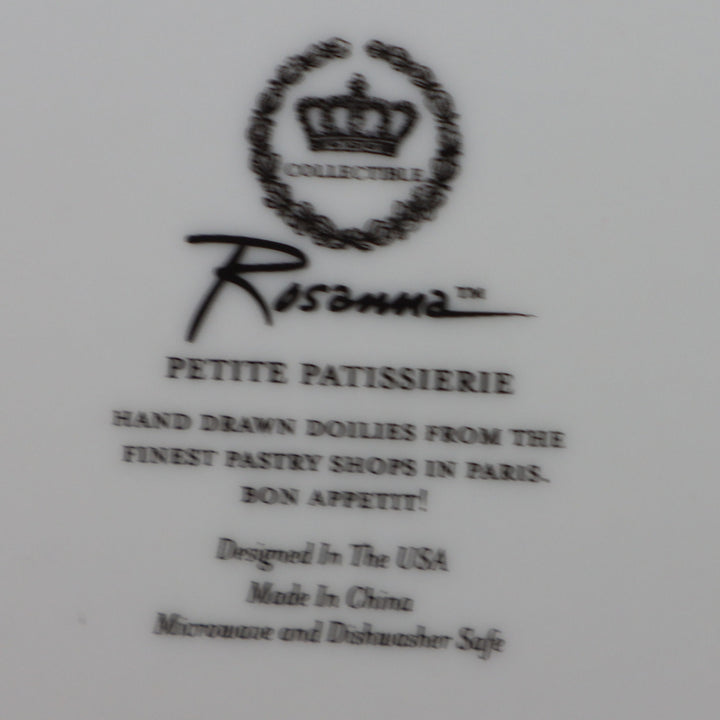 COLLECTIBLE
Rosanna™
PETITE PATISSIERIE
HAND DRAWN DOILIES FROM THE
FINEST PASTRY SHOPS IN PARIS.
BON APPETIT!
Designed In The USA
Made In China
Microwave and Dishwasher Safe